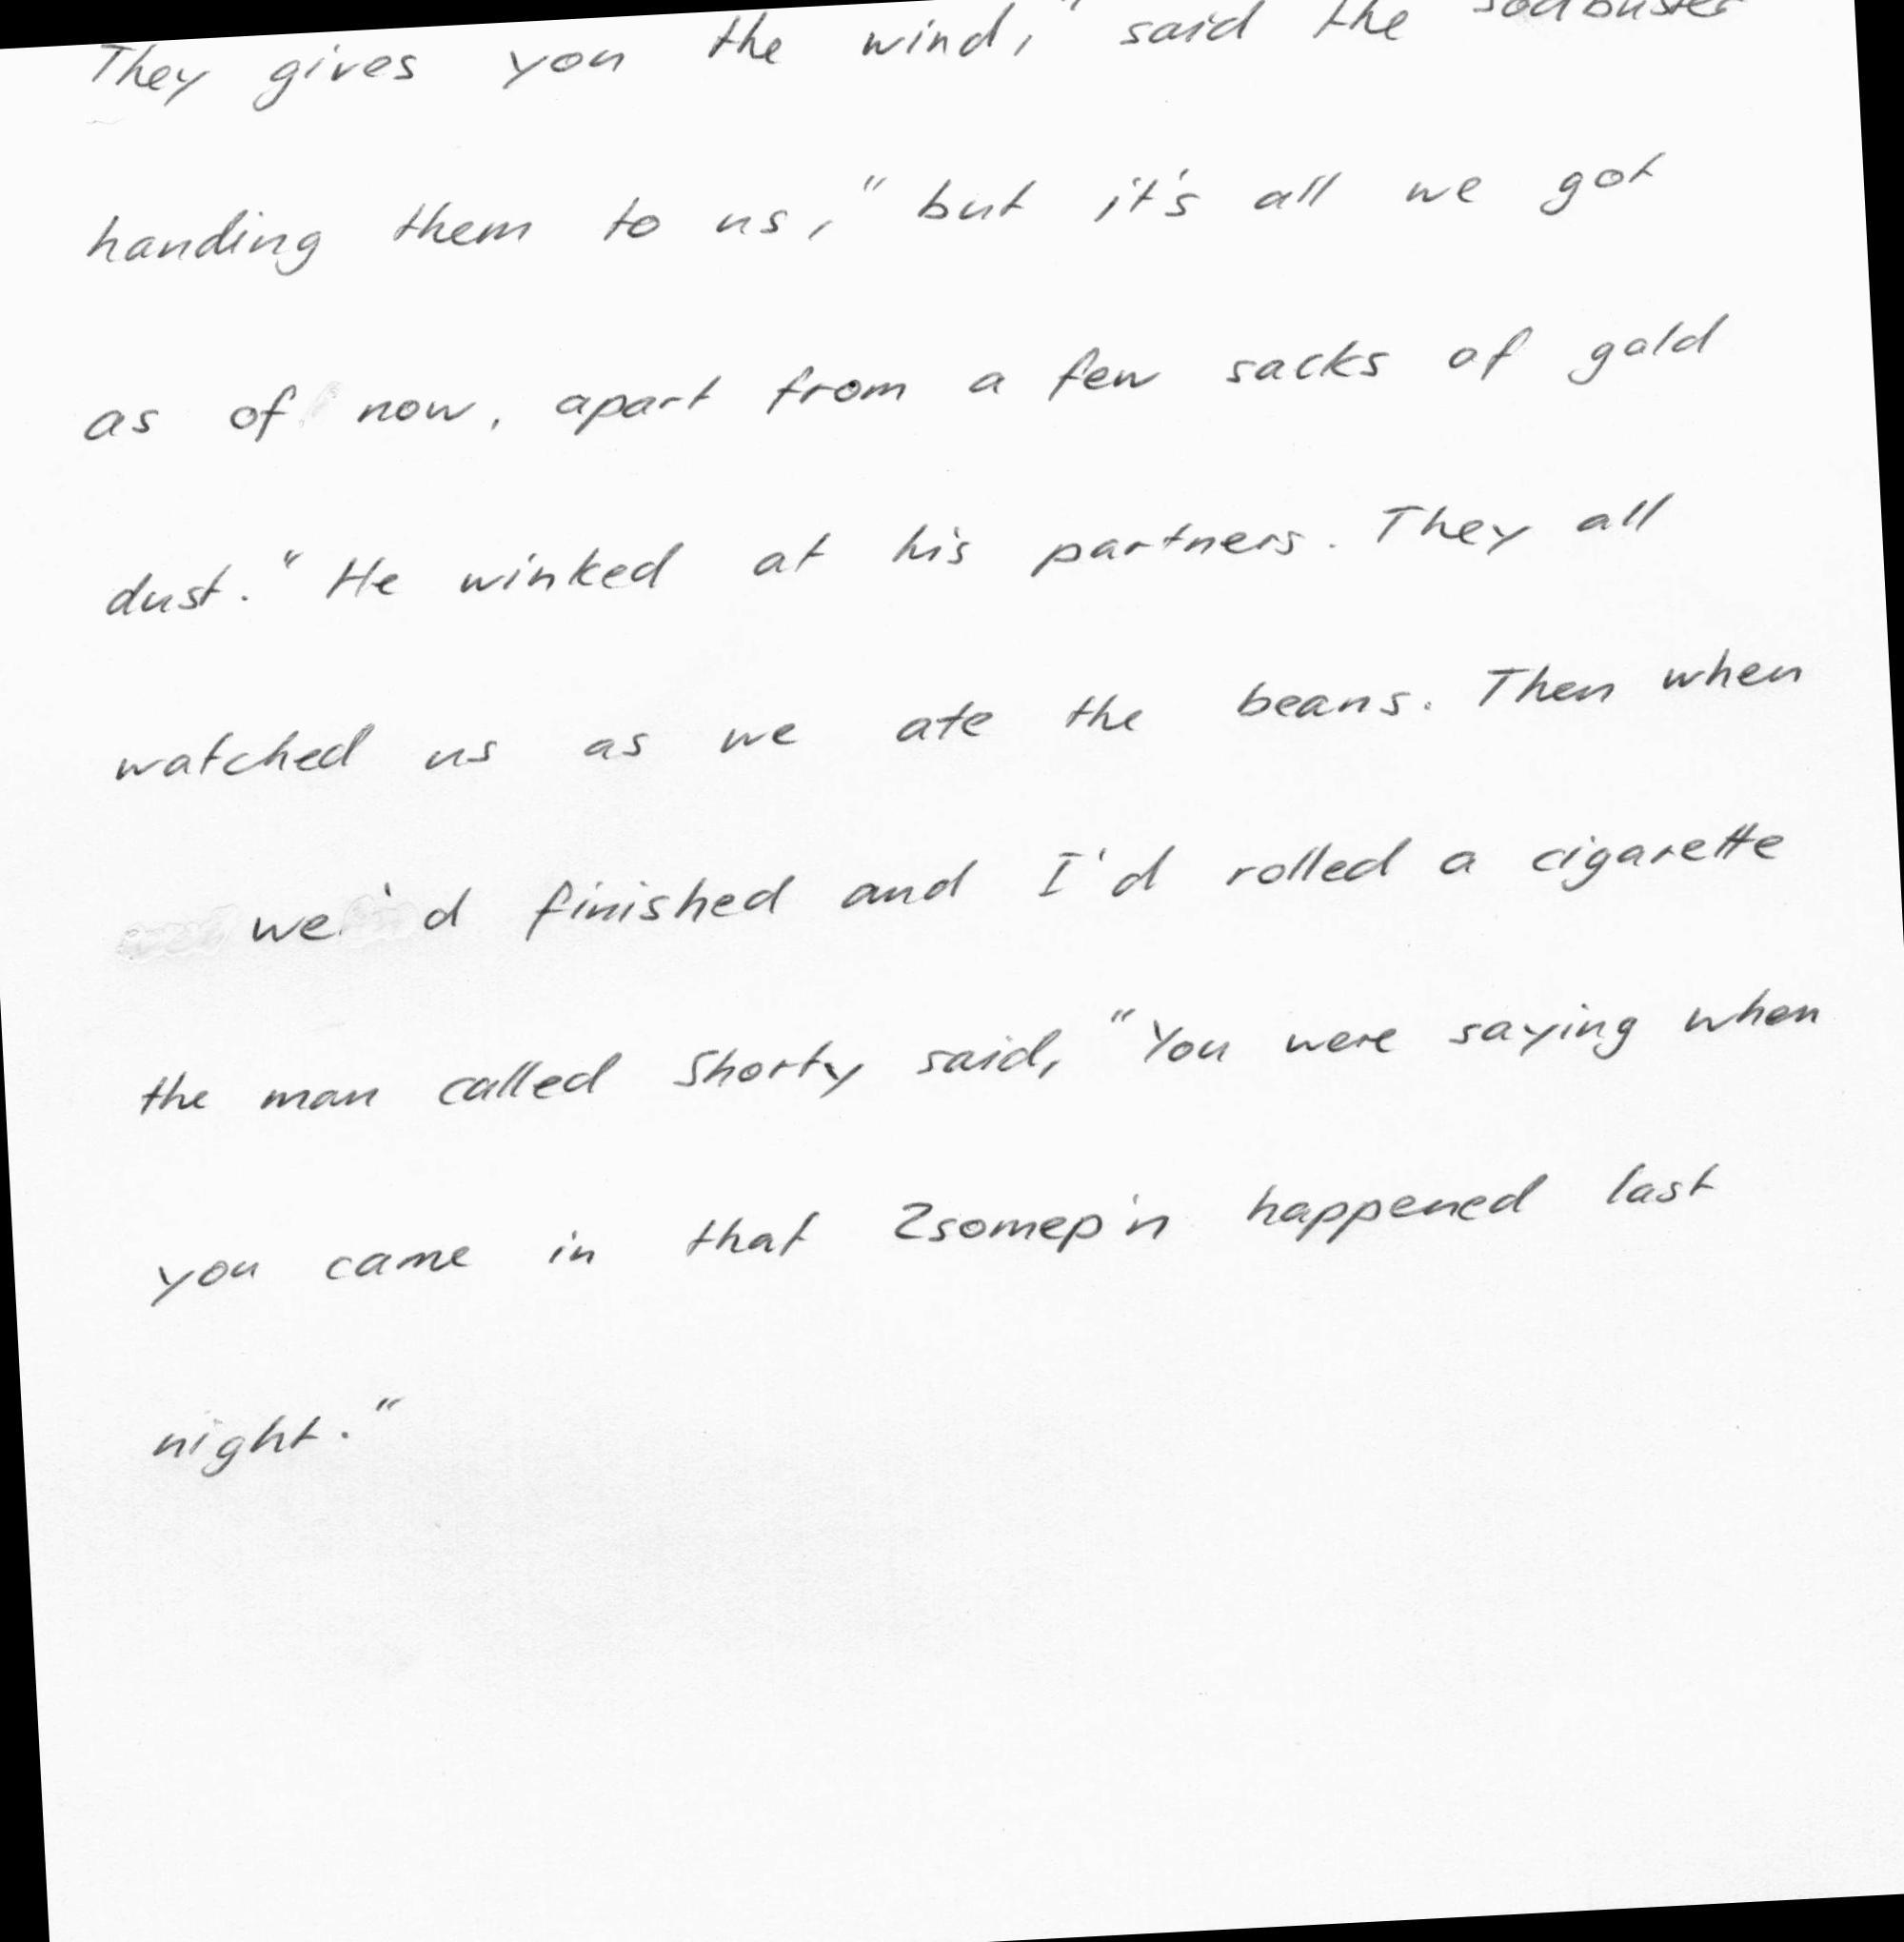 They gives you the wind," said the sodbuster
handing them to us," but it's all we got
as of now, apart from a few sacks of gold
dust." He winked at his partners. They all
watched us as we ate the beans. Then when
we'd finished and I'd rolled a cigarette
the man called Shorty said, "You were saying when
you came in that 2somep'n happened last
night."